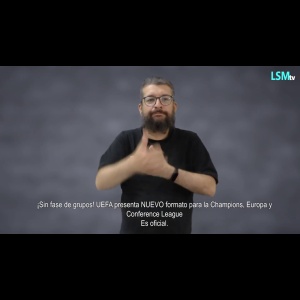 LSMtv
¡Sin fase de grupos! UEFA presenta NUEVO formato para la Champions, Europa y
Conference League
Es oficial.